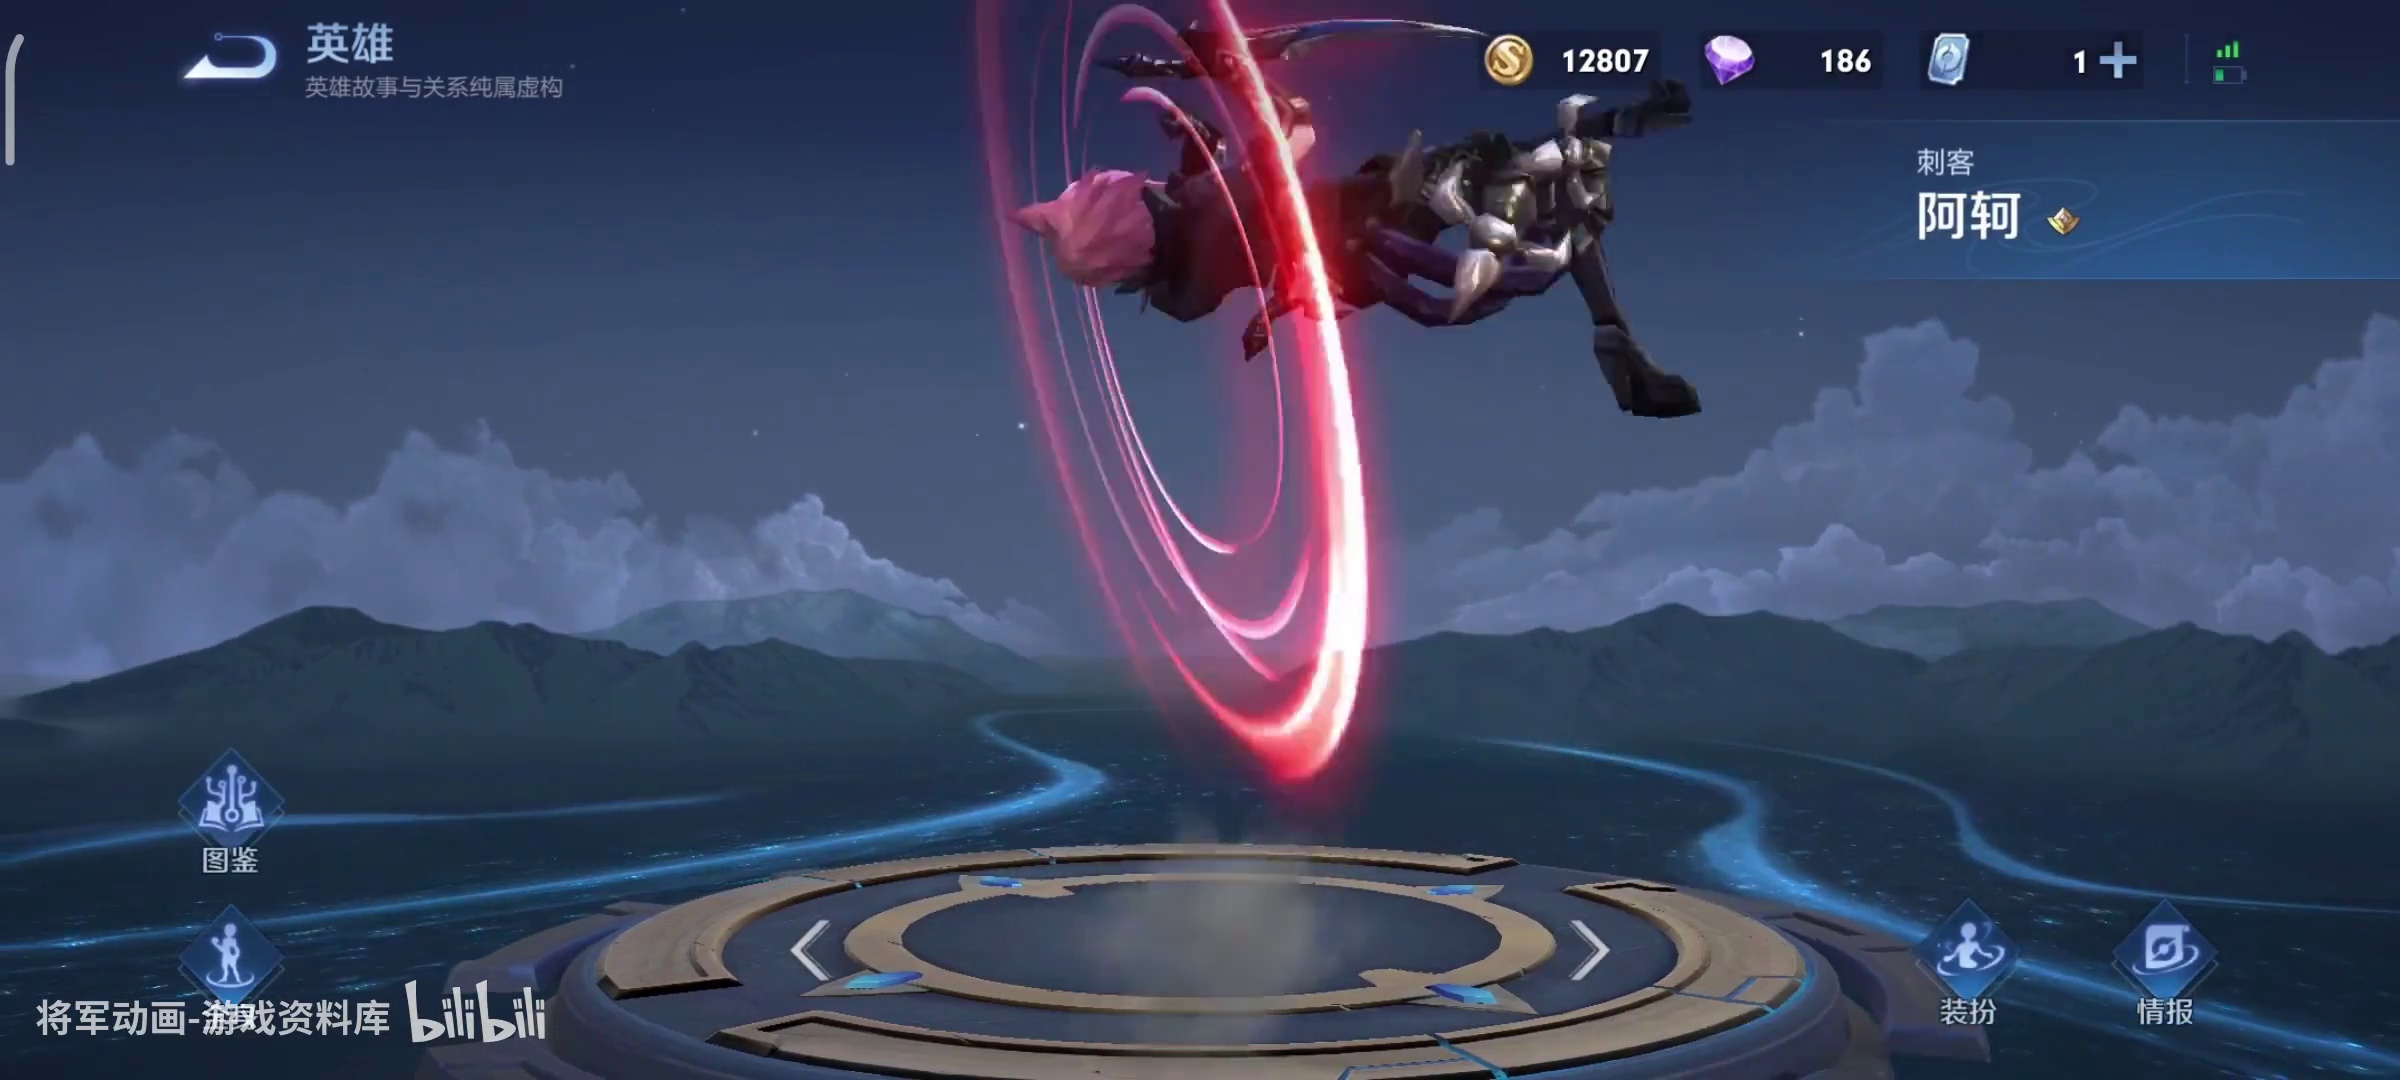 英雄
英雄故事与关系纯属虚构
12807
186
1
刺客
阿轲
图鉴
将军动画-游戏资料库
bilibili
装扮
情报